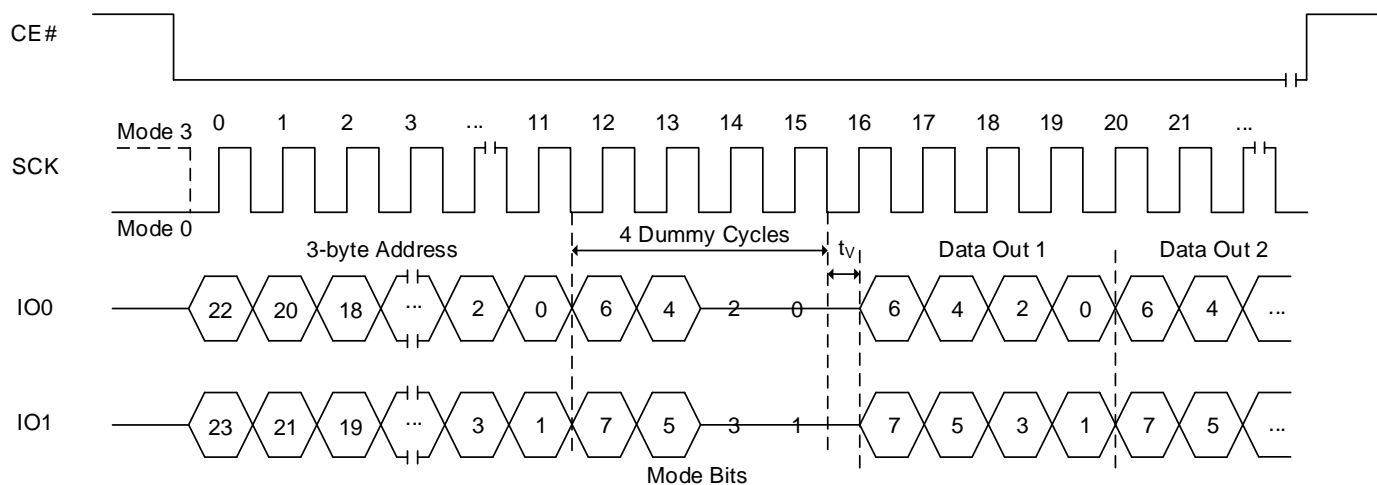 CE#
Mode 3 0 1 2 3 ... 11 12 13 14 15 16 17 18 19 20 21 ...
SCK
Mode 0
3-byte Address 4 Dummy Cycles tV Data Out 1 Data Out 2
IO0 22 20 18 ... 2 0 6 4 2 0 6 4 2 0 6 4 ...
IO1 23 21 19 ... 3 1 7 5 3 1 7 5 3 1 7 5 ...
Mode Bits